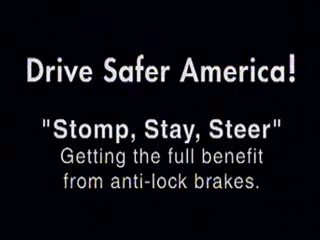 Drive Safer America!
"Stomp, Stay, Steer"
Getting the full benefit
from anti-lock brakes.